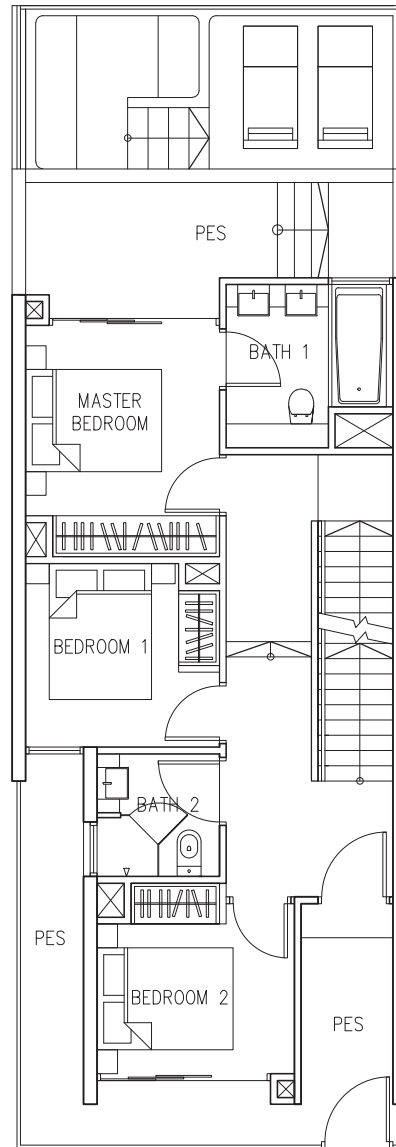 PES
BATH 1
MASTER
BEDROOM
BEDROOM 1
BATH 2
PES
BEDROOM 2
PES